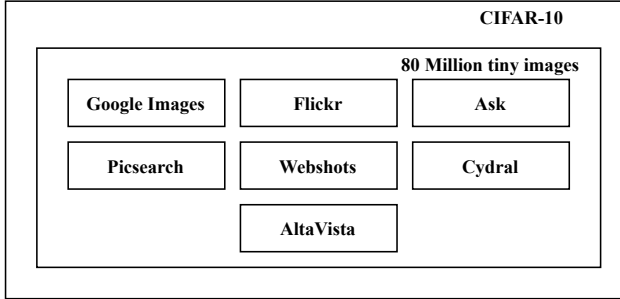 CIFAR-10
80 Million tiny images
Google Images
Flickr
Ask
Picsearch
Webshots
Cydral
AltaVista